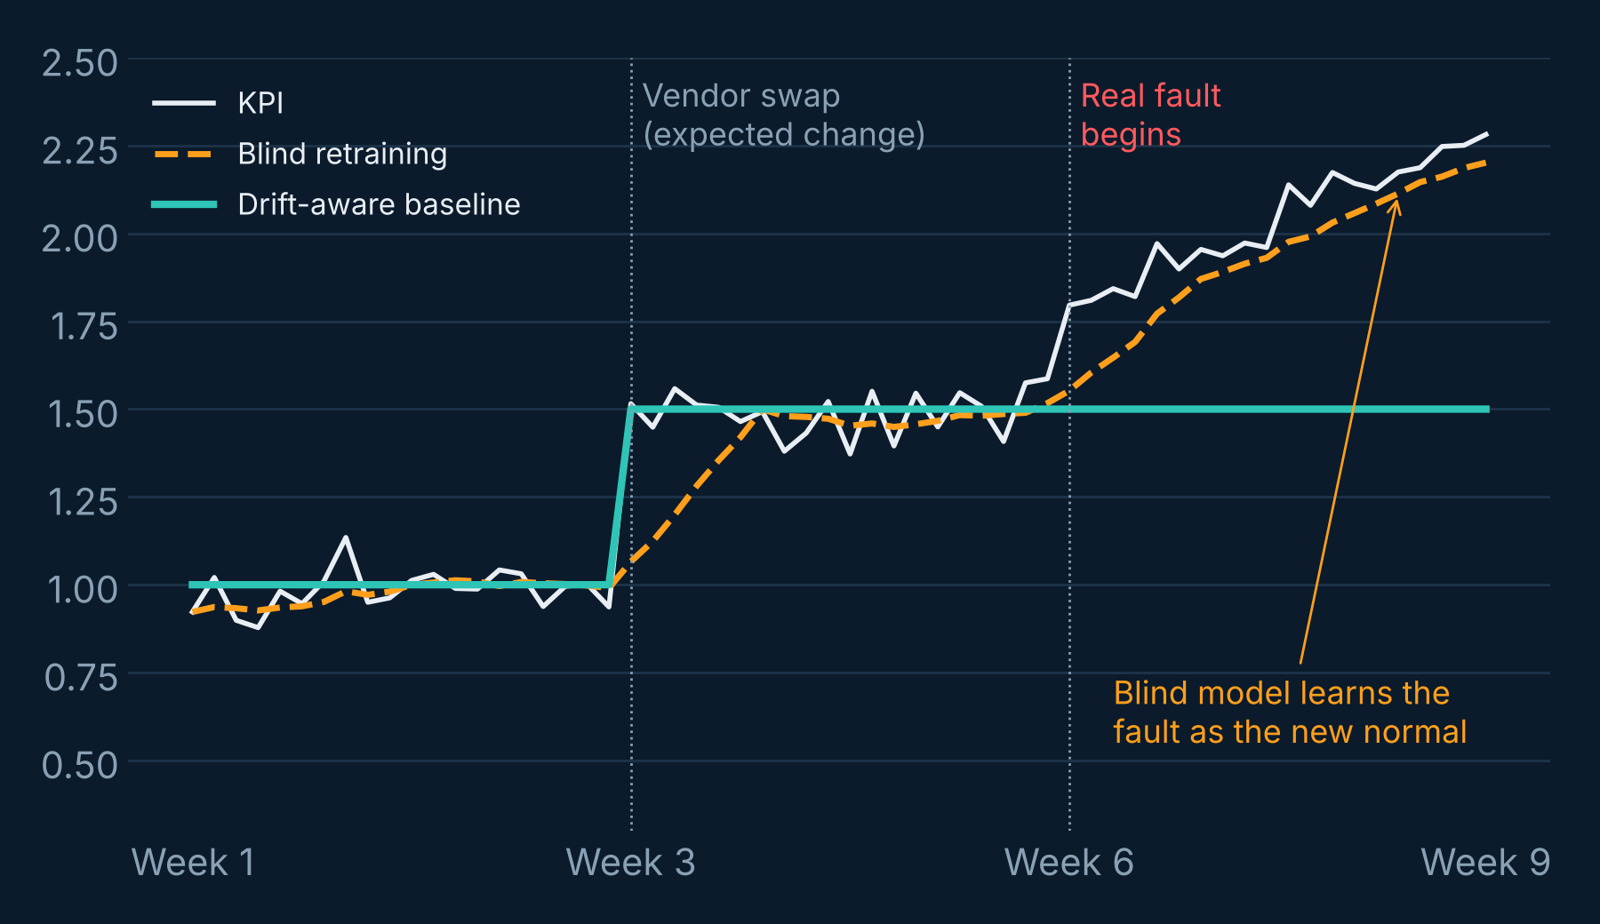 2.50
2.25
2.00
1.75
1.50
1.25
1.00
0.75
0.50
KPI
Blind retraining
Drift-aware baseline
Vendor swap
(expected change)
Real fault
begins
Blind model learns the
fault as the new normal
Week 1
Week 3
Week 6
Week 9